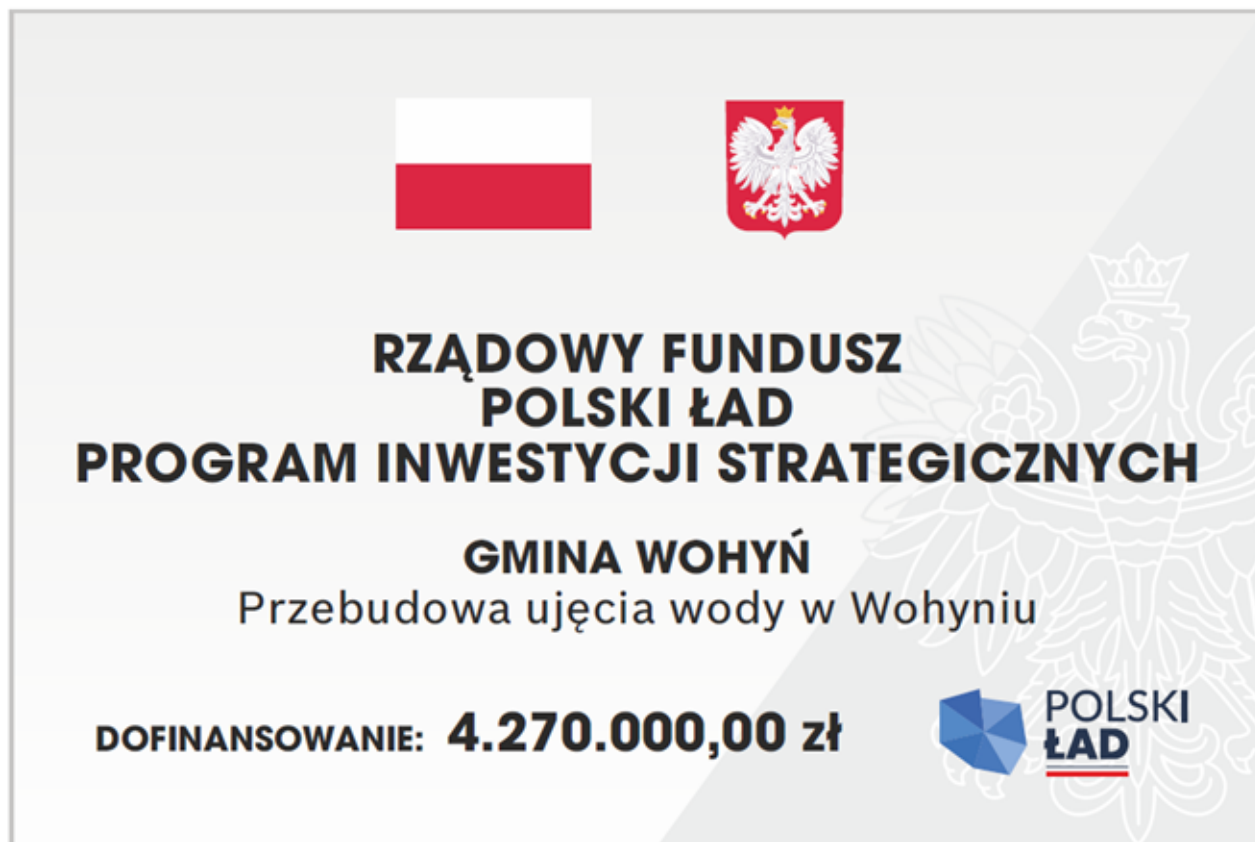 RZĄDOWY FUNDUSZ
POLSKI ŁAD
PROGRAM INWESTYCJI STRATEGICZNYCH
GMINA WOHYŃ
Przebudowa ujęcia wody w Wohyniu
DOFINANSOWANIE: 4.270.000,00 zł
POLSKI
ŁAD